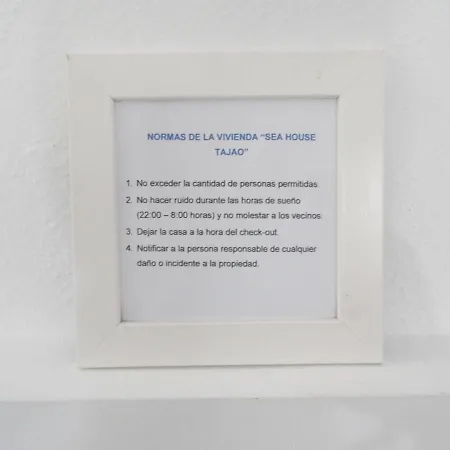 NORMAS DE LA VIVIENDA “SEA HOUSE
TAJAO”
1. No exceder la cantidad de personas permitidas.
2. No hacer ruido durante las horas de sueño
(22:00 – 8:00 horas) y no molestar a los vecinos.
3. Dejar la casa a la hora del check-out.
4. Notificar a la persona responsable de cualquier
daño o incidente a la propiedad.